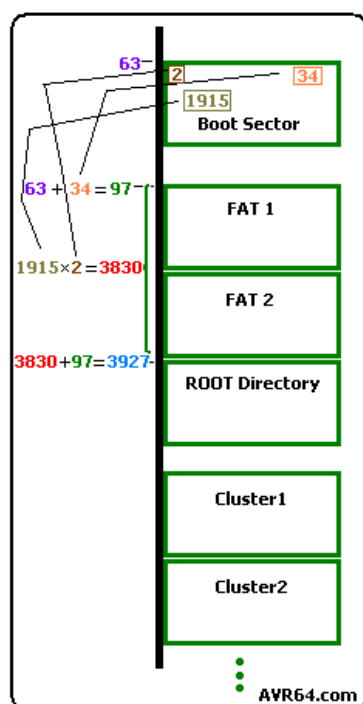 63
2
34
1915
Boot Sector
63 + 34 = 97
FAT 1
1915×2=3830
FAT 2
3830+97=3927
ROOT Directory
Cluster1
Cluster2
AVR64.com